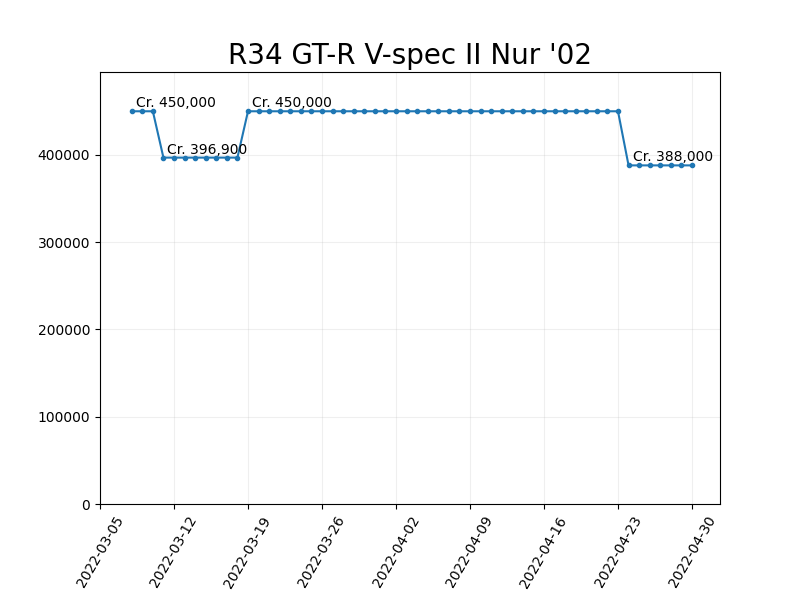 R34 GT-R V-spec II Nur '02
Cr. 450,000
Cr. 450,000
Cr. 396,900
Cr. 388,000
400000
300000
200000
100000
0
2022-03-05
2022-03-12
2022-03-19
2022-03-26
2022-04-02
2022-04-09
2022-04-16
2022-04-23
2022-04-30